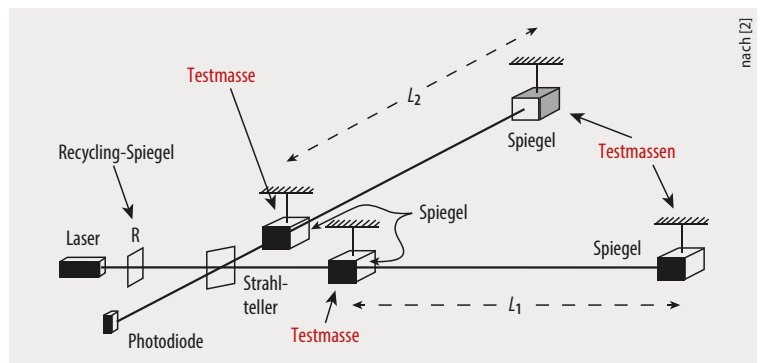 nach [2]
Testmasse
L2
Spiegel
Testmassen
Recycling-Spiegel
R
Laser
Spiegel
Spiegel
Strahl-
teller
Photodiode
Testmasse
L1